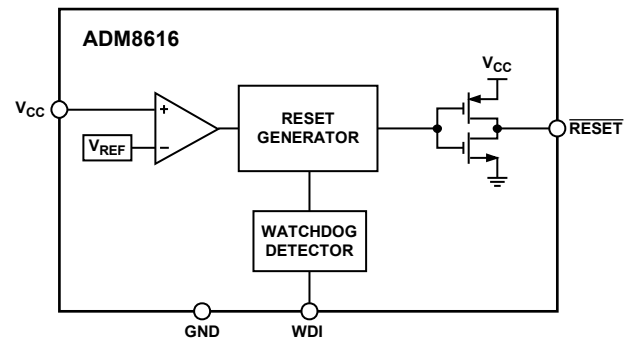 ADM8616
VCC
VCC
+
RESET
GENERATOR
RESET
VREF
−
WATCHDOG
DETECTOR
GND
WDI